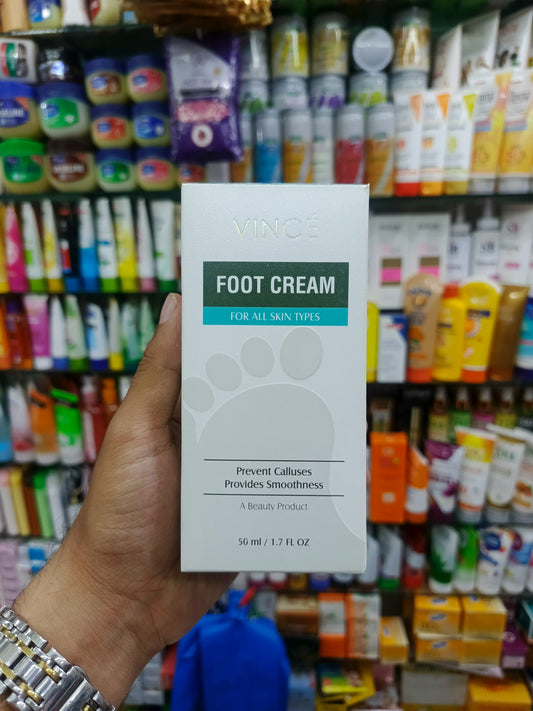 VINCÉ
FOOT CREAM
FOR ALL SKIN TYPES
Prevent Calluses
Provides Smoothness
A Beauty Product
50 ml / 1.7 FL OZ